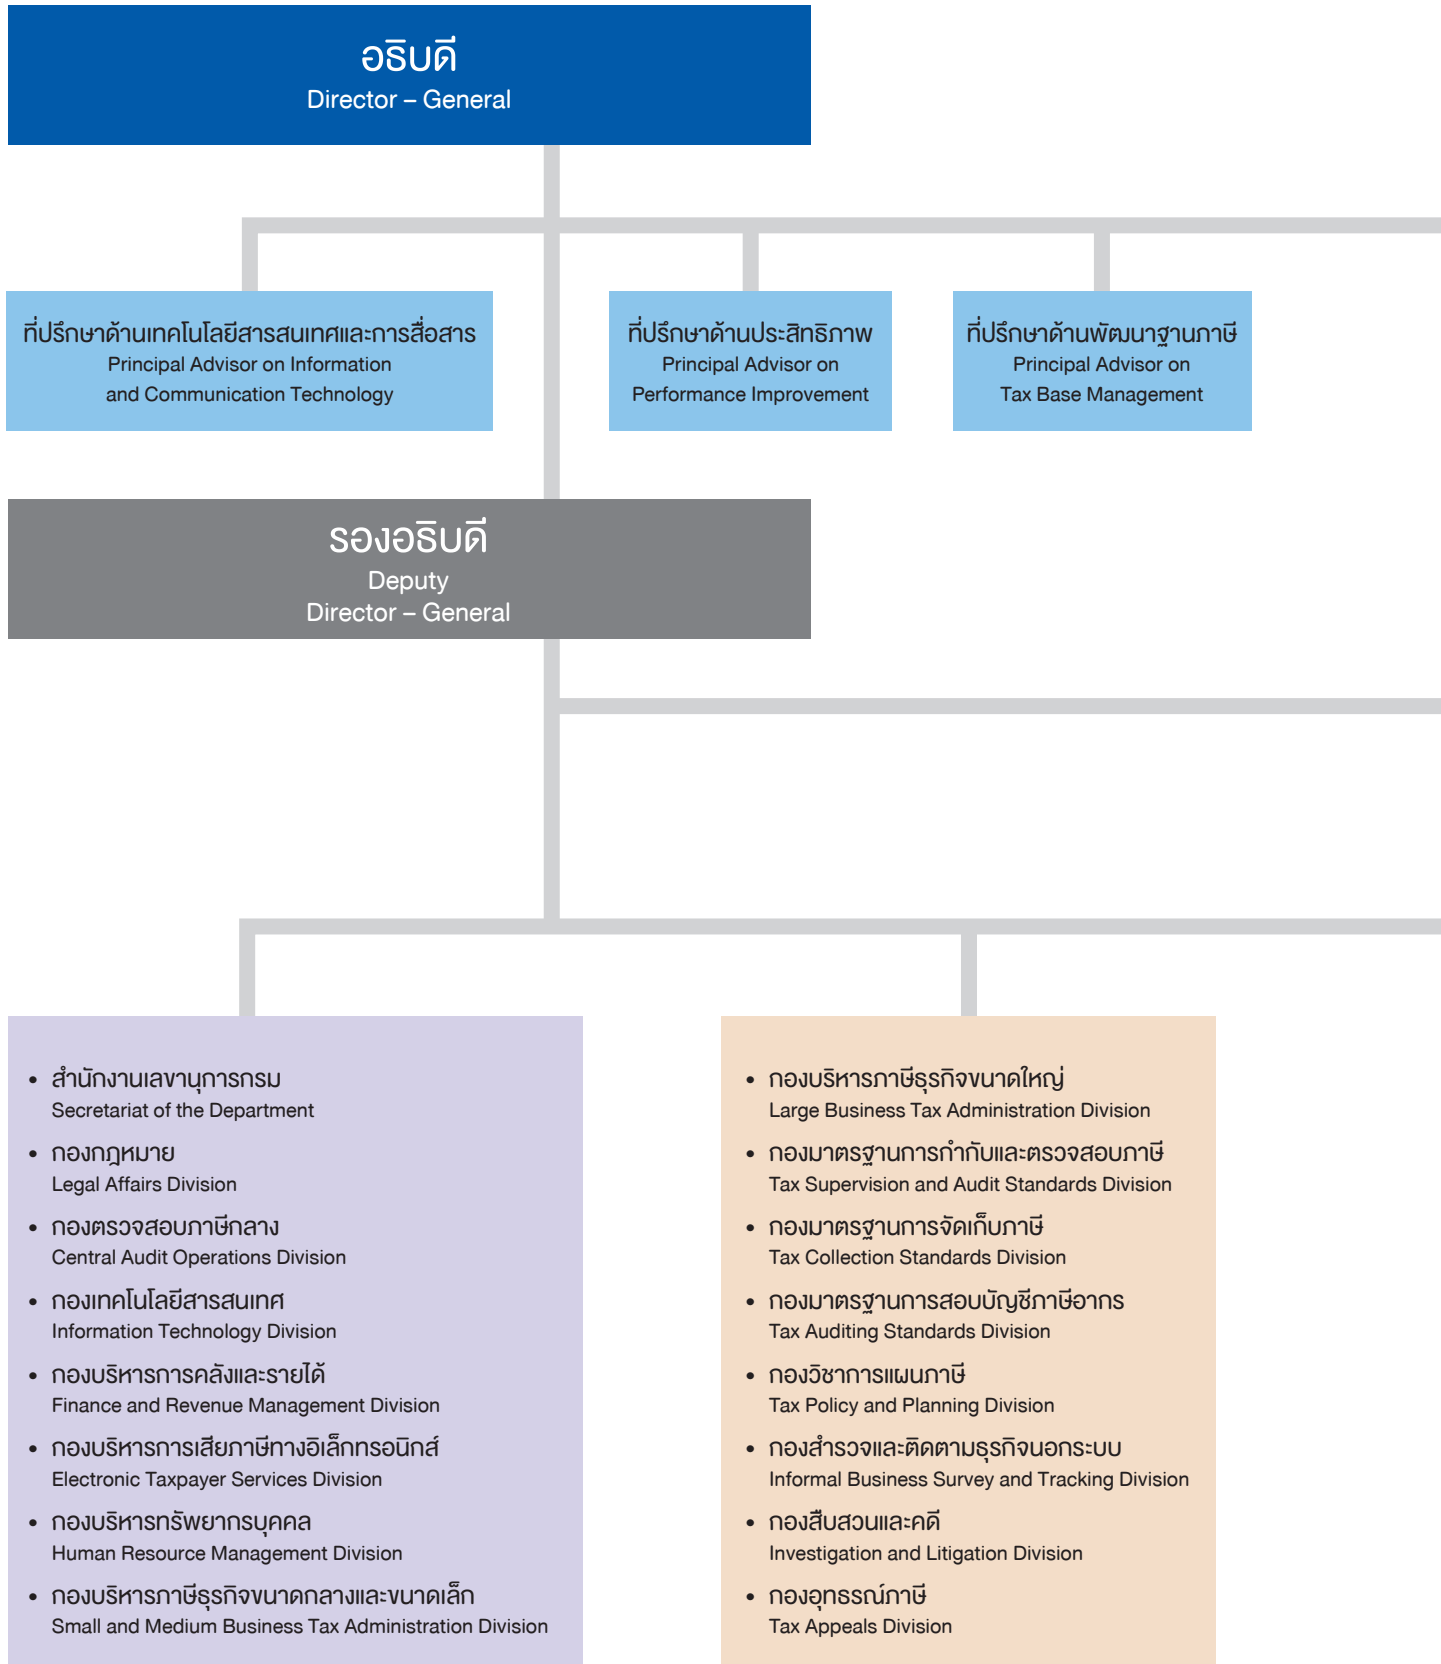 อธิบดี
Director – General
ที่ปรึกษาด้านเทคโนโลยีสารสนเทศและการสื่อสาร
Principal Advisor on Information
and Communication Technology
ที่ปรึกษาด้านประสิทธิภาพ
Principal Advisor on
Performance Improvement
ที่ปรึกษาด้านพัฒนาฐานภาษี
Principal Advisor on
Tax Base Management
รองอธิบดี
Deputy
Director – General
• สำนักงานเลขานุการกรม
Secretariat of the Department
• กองกฎหมาย
Legal Affairs Division
• กองตรวจสอบภาษีกลาง
Central Audit Operations Division
• กองเทคโนโลยีสารสนเทศ
Information Technology Division
• กองบริหารการคลังและรายได้
Finance and Revenue Management Division
• กองบริหารการเสียภาษีทางอิเล็กทรอนิกส์
Electronic Taxpayer Services Division
• กองบริหารทรัพยากรบุคคล
Human Resource Management Division
• กองบริหารภาษีธุรกิจขนาดกลางและขนาดเล็ก
Small and Medium Business Tax Administration Division
• กองบริหารภาษีธุรกิจขนาดใหญ่
Large Business Tax Administration Division
• กองมาตรฐานการกำกับและตรวจสอบภาษี
Tax Supervision and Audit Standards Division
• กองมาตรฐานการจัดเก็บภาษี
Tax Collection Standards Division
• กองมาตรฐานการสอบบัญชีภาษีอากร
Tax Auditing Standards Division
• กองวิชาการแผนภาษี
Tax Policy and Planning Division
• กองสำรวจและติดตามธุรกิจนอกระบบ
Informal Business Survey and Tracking Division
• กองสืบสวนและคดี
Investigation and Litigation Division
• กองอุทธรณ์ภาษี
Tax Appeals Division